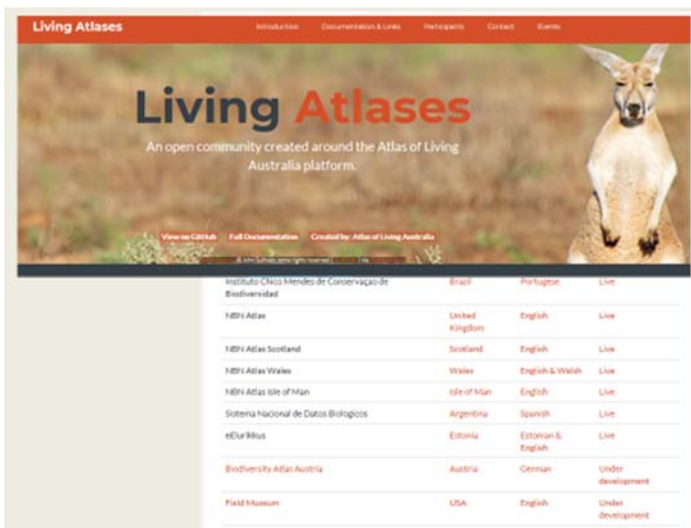 Living Atlases
Introduction Documentation & Links Participants Contact Events
Living Atlases
An open community created around the Atlas of Living
Australia platform.
View on GitHub Full Documentation Created by: Atlas of Living Australia
Instituto Chico Mendes de Conservaçao de Brazil Portugese Live
Biodiversidad
NBN Atlas United English Live
Kingdom
NBN Atlas Scotland Scotland English Live
NBN Atlas Wales Wales English & Welsh Live
NBN Atlas Isle of Man Isle of Man English Live
Sistema Nacional de Datos Biologicos Argentina Spanish Live
eElurikkus Estonia Estonian & Live
English
Biodiversity Atlas Austria Austria German Under
development
Field Museum USA English Under
development